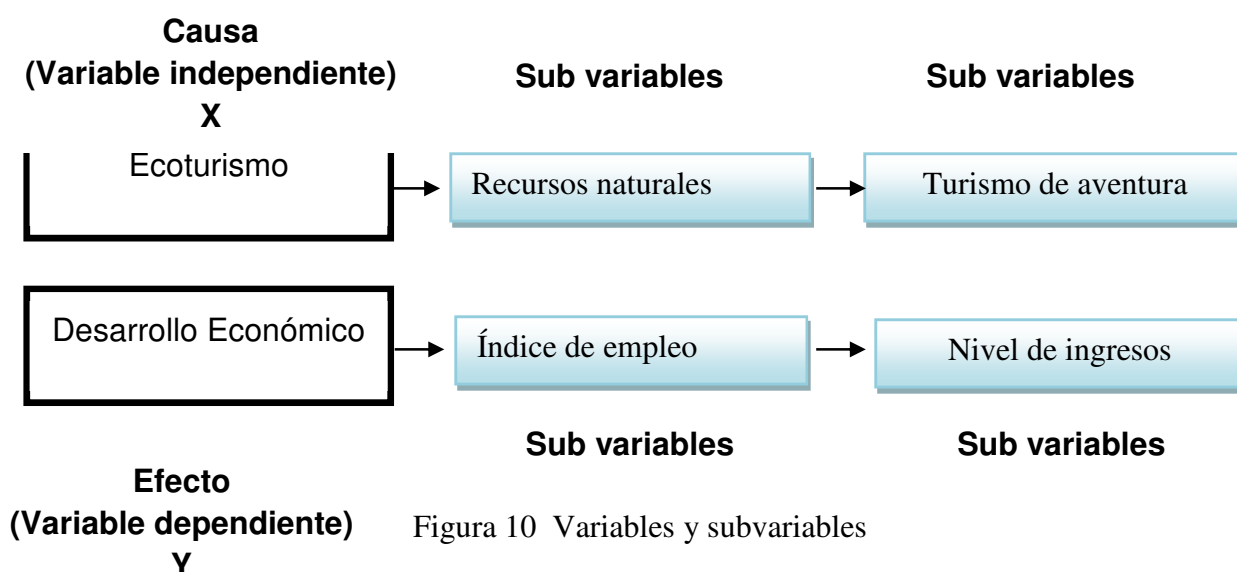 Causa
(Variable independiente)
X
Sub variables
Sub variables
Ecoturismo
Recursos naturales
Turismo de aventura
Desarrollo Económico
Índice de empleo
Nivel de ingresos
Sub variables
Sub variables
Efecto
(Variable dependiente)
Y
Figura 10 Variables y subvariables